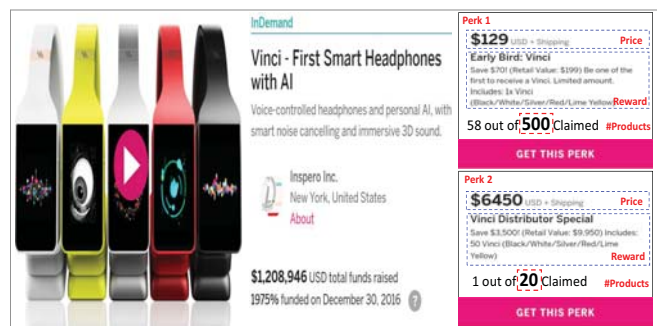 InDemand
Vinci - First Smart Headphones
with AI
Voice-controlled headphones and personal AI, with
smart noise cancelling and immersive 3D sound.
Inspero Inc.
New York, United States
About
$1,208,946 USD total funds raised
1975% funded on December 30, 2016 ?
Perk 1
$129 USD + Shipping Price
Early Bird: Vinci
Save $70! (Retail Value: $199) Be one of the
first to receive a Vinci. Limited amount.
Includes: 1x Vinci
(Black/White/Silver/Red/Lime Yellow Reward
58 out of 500 Claimed #Products
GET THIS PERK
Perk 2
$6450 USD + Shipping Price
Vinci Distributor Special
Save $3,500! (Retail Value: $9,950) Includes:
50 Vinci (Black/White/Silver/Red/Lime
Yellow) Reward
1 out of 20 Claimed #Products
GET THIS PERK